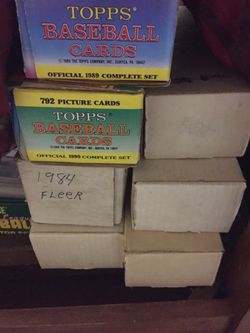 TOPPS®
BASEBALL
CARDS
OFFICIAL 1989 COMPLETE SET
792 PICTURE CARDS
TOPPS®
BASEBALL
CARDS
OFFICIAL 1990 COMPLETE SET
1984
FLEER